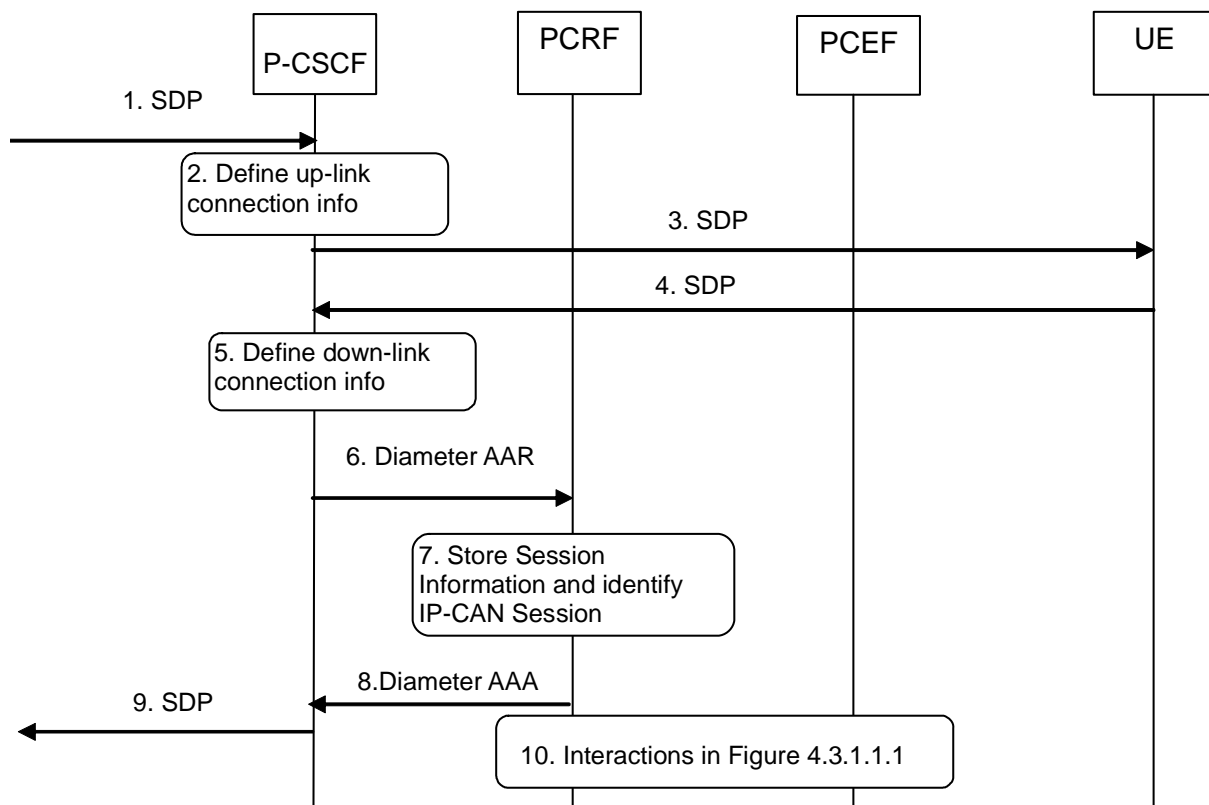 P-CSCF
PCRF
PCEF
UE
1. SDP
2. Define up-link
connection info
3. SDP
4. SDP
5. Define down-link
connection info
6. Diameter AAR
7. Store Session
Information and identify
IP-CAN Session
8.Diameter AAA
9. SDP
10. Interactions in Figure 4.3.1.1.1